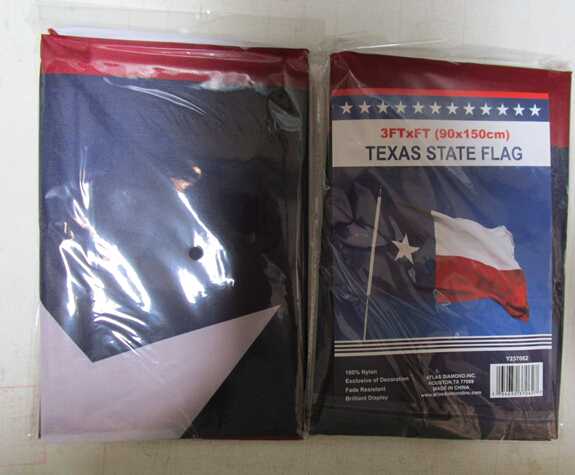 3FTxFT (90x150cm)
TEXAS STATE FLAG
100% Nylon
Exclusive of Decoration
Fade Resistant
Brilliant Display
ATLAS DIAMOND.INC.
HOUSTON,TX 77088
MADE IN CHINA
Y237062